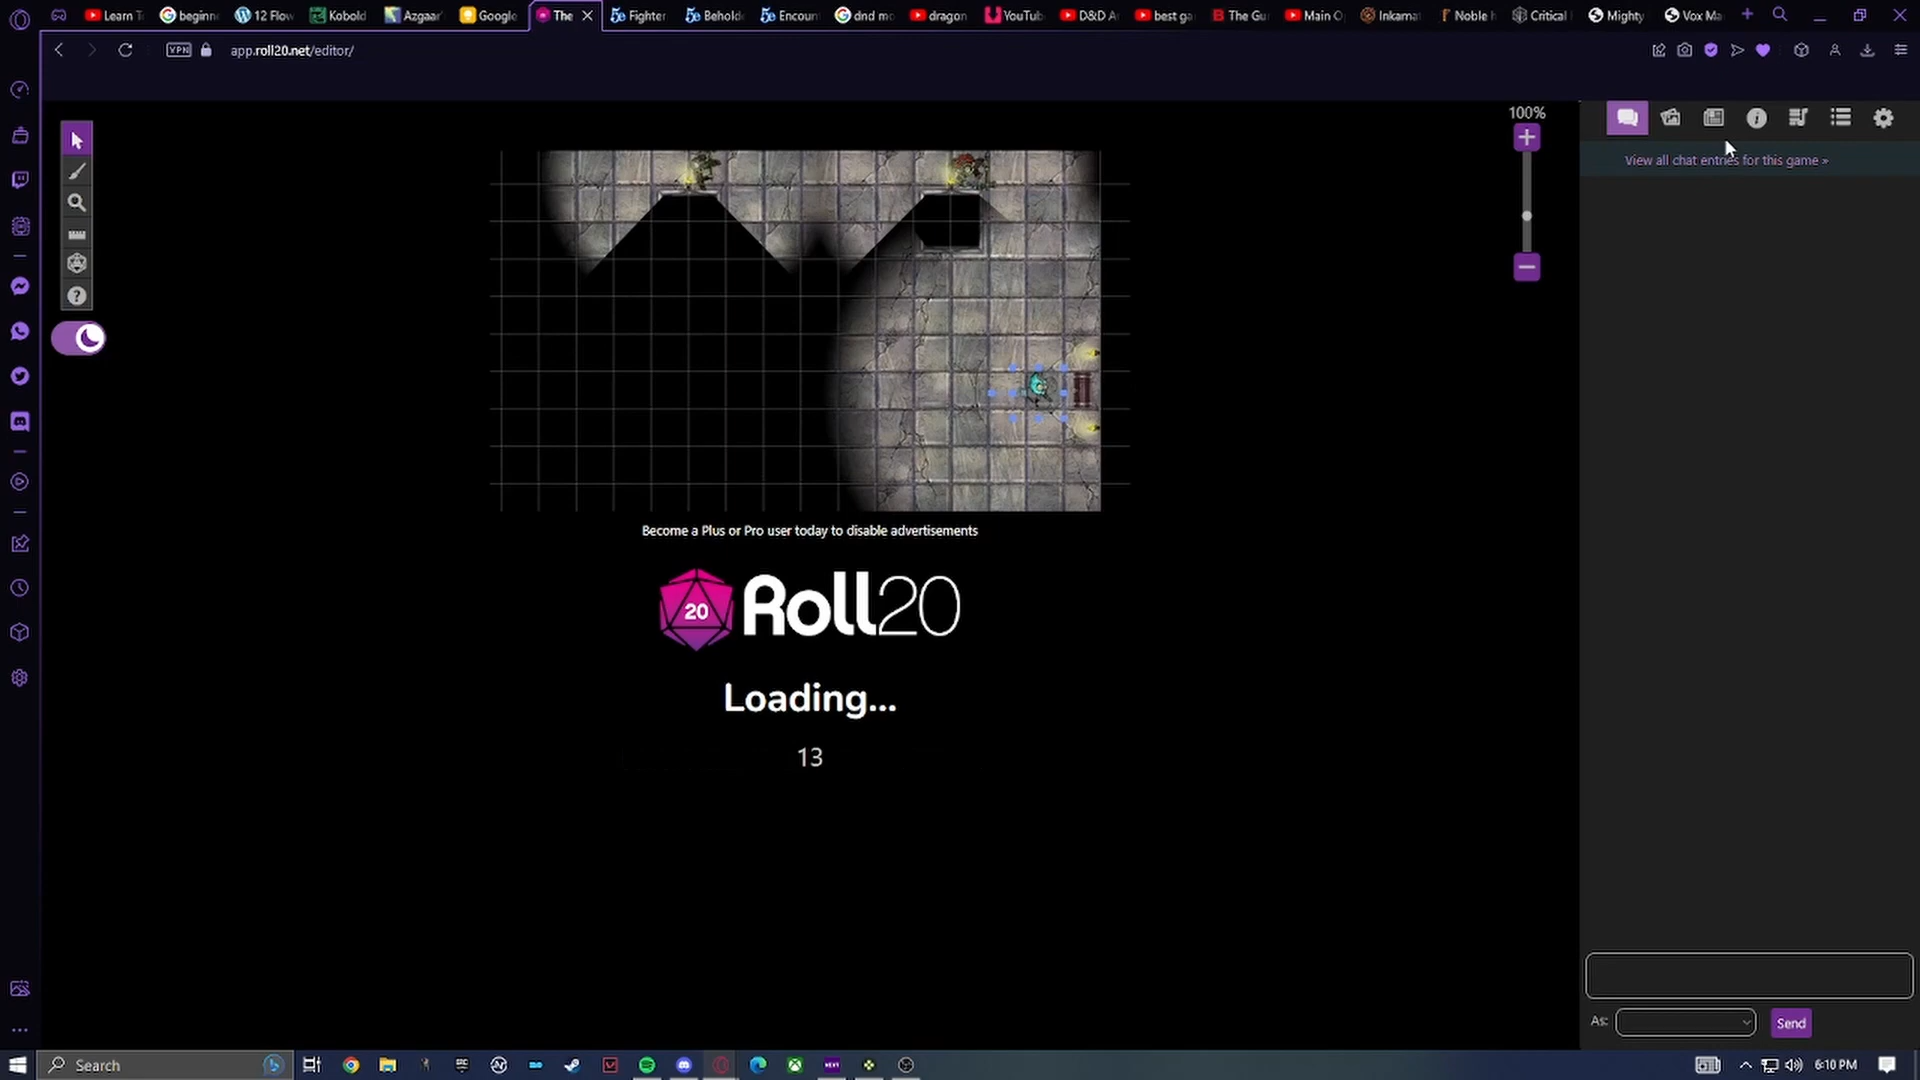 Learn T
beginn
12 Flow
Kobold
Azgaar
Google
The
Fighter
Behold
Encoun
dnd mo
dragon
YouTub
D&D A
best ga
The Gu
Main O
Inkarna
Noble h
Critical
Mighty
Vox Ma
VPN
app.roll20.net/editor/
100%
View all chat entries for this game »
Become a Plus or Pro user today to disable advertisements
20 Roll20
Loading...
13
As:
Send
Search
6:10 PM